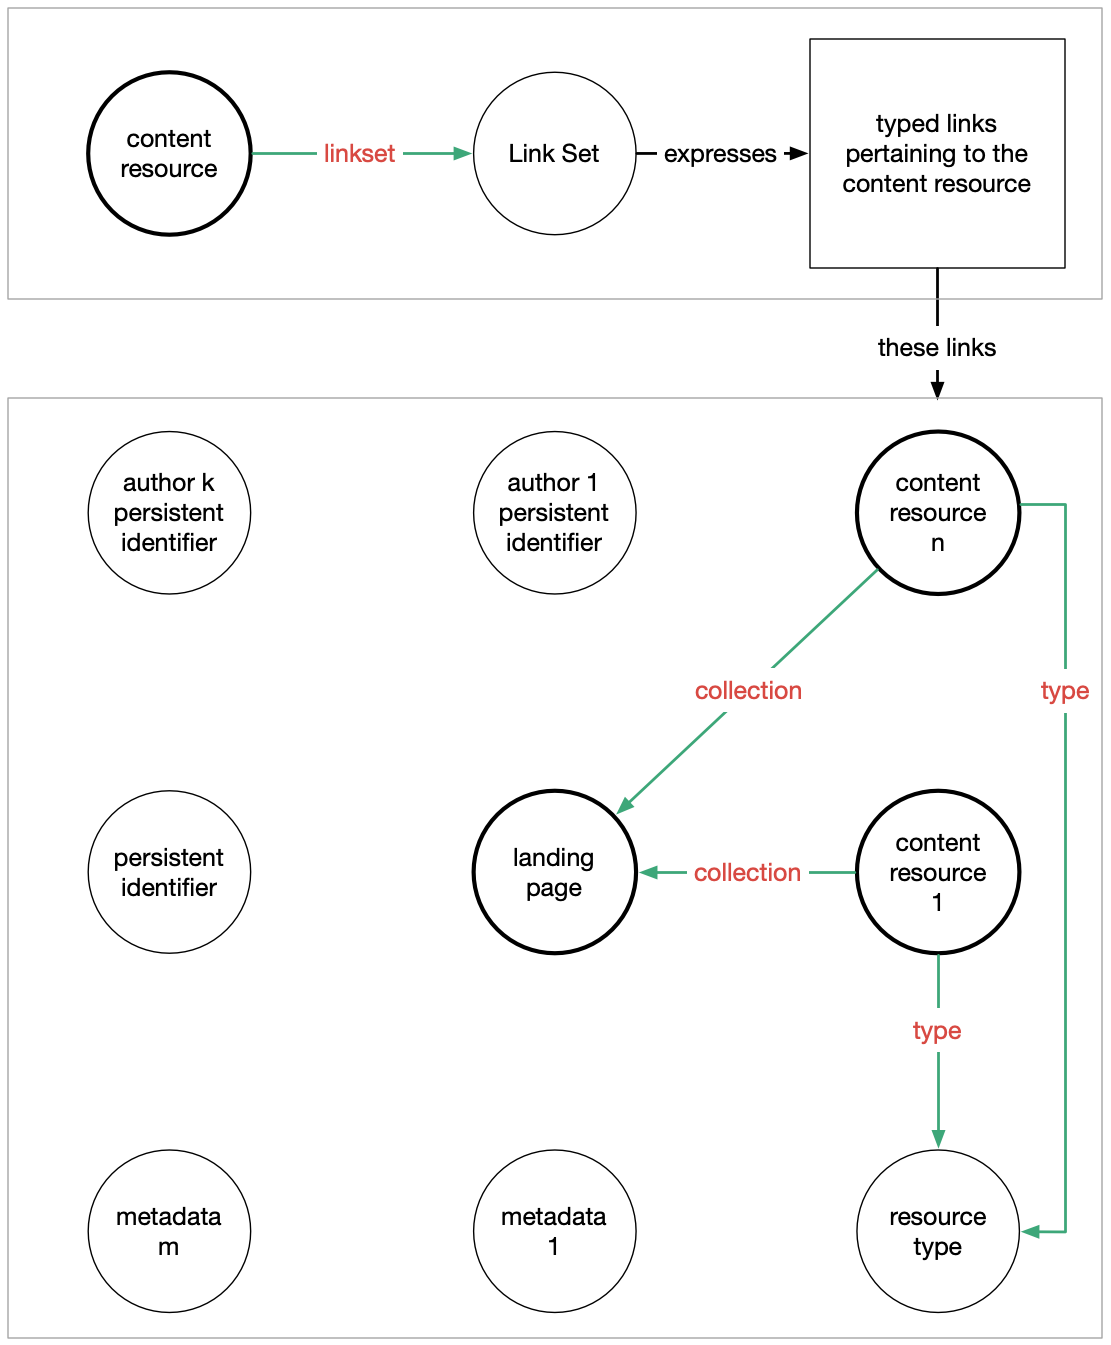 content
resource
linkset
Link Set
expresses
typed links
pertaining to the
content resource
these links
author k
persistent
identifier
author 1
persistent
identifier
content
resource
n
collection
type
persistent
identifier
landing
page
collection
content
resource
1
type
metadata
m
metadata
1
resource
type